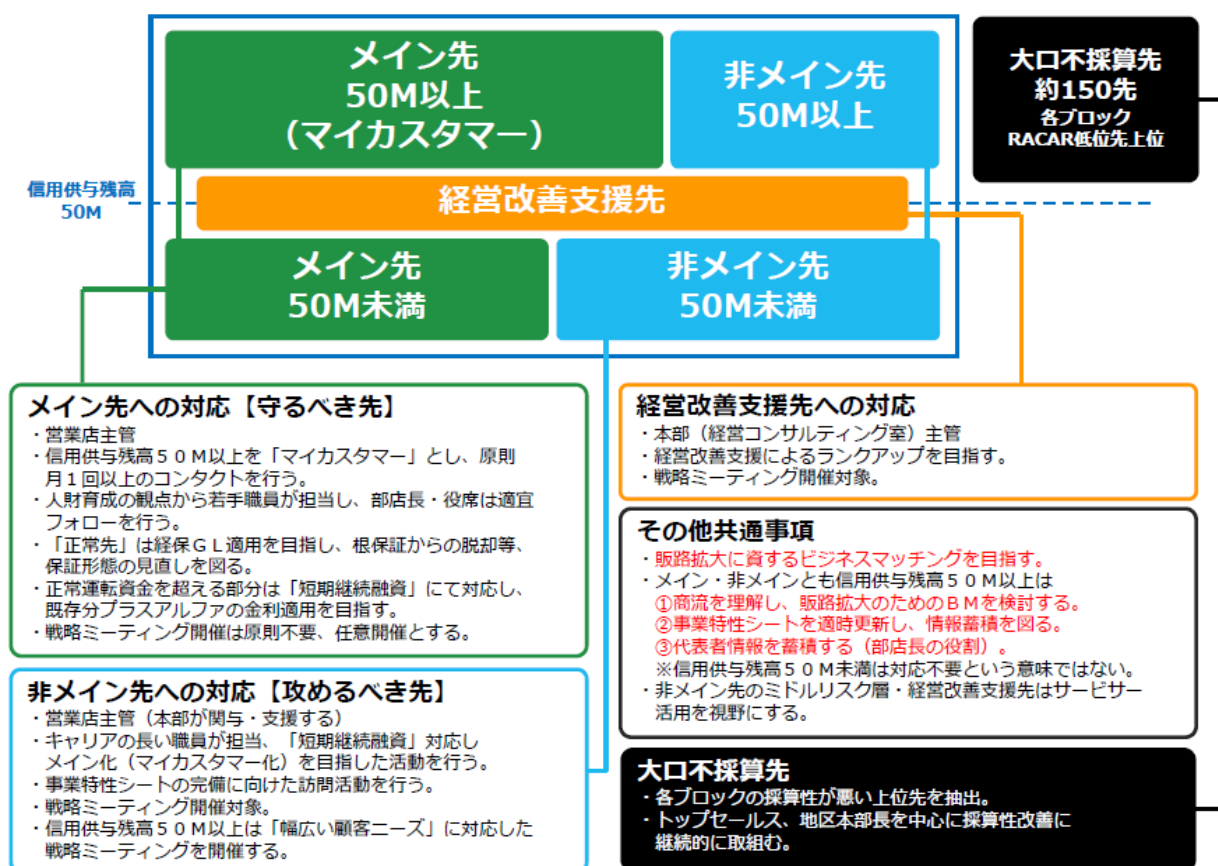 メイン先
50M以上
（マイカスタマー）
非メイン先
50M以上
大口不採算先
約150先
各ブロック
RACAR低位先上位
信用供与残高
50M
経営改善支援先
メイン先
50M未満
非メイン先
50M未満
メイン先への対応【守るべき先】
・営業店主管
・信用供与残高５０Ｍ以上を「マイカスタマー」とし、原則
月１回以上のコンタクトを行う。
・人財育成の観点から若手職員が担当し、部店長・役席は適宜
フォローを行う。
・「正常先」は経保ＧＬ適用を目指し、根保証からの脱却等、
保証形態の見直しを図る。
・正常運転資金を超える部分は「短期継続融資」にて対応し、
既存分プラスアルファの金利適用を目指す。
・戦略ミーティング開催は原則不要、任意開催とする。
非メイン先への対応【攻めるべき先】
・営業店主管（本部が関与・支援する）
・キャリアの長い職員が担当、「短期継続融資」対応し
メイン化（マイカスタマー化）を目指した活動を行う。
・事業特性シートの完備に向けた訪問活動を行う。
・戦略ミーティング開催対象。
・信用供与残高５０Ｍ以上は「幅広い顧客ニーズ」に対応した
戦略ミーティングを開催する。
経営改善支援先への対応
・本部（経営コンサルティング室）主管
・経営改善支援によるランクアップを目指す。
・戦略ミーティング開催対象。
その他共通事項
・販路拡大に資するビジネスマッチングを目指す。
・メイン・非メインとも信用供与残高５０Ｍ以上は
①商流を理解し、販路拡大のためのＢＭを検討する。
②事業特性シートを適時更新し、情報蓄積を図る。
③代表者情報を蓄積する（部店長の役割）。
※信用供与残高５０Ｍ未満は対応不要という意味ではない。
・非メイン先のミドルリスク層・経営改善支援先はサービサー
活用を視野にする。
大口不採算先
・各ブロックの採算性が悪い上位先を抽出。
・トップセールス、地区本部長を中心に採算性改善に
継続的に取組む。